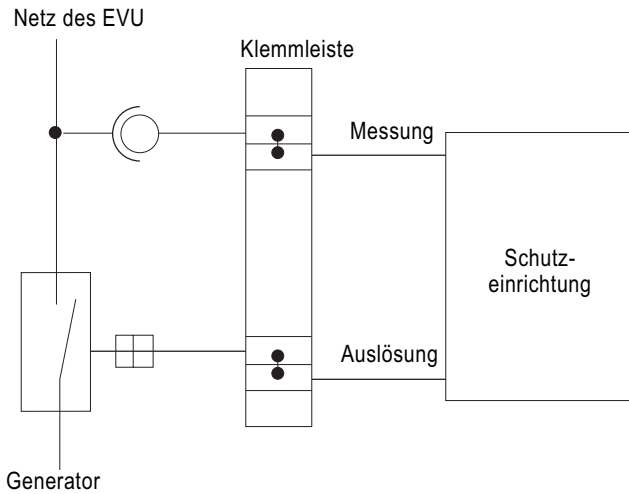 Netz des EVU
Klemmleiste
Messung
Schutz-
einrichtung
Auslösung
Generator